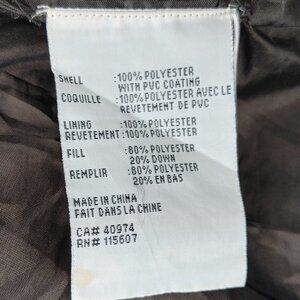 SHELL :100% POLYESTER
WITH PVC COATING
COQUILLE :100% POLYESTER AVEC LE
REVETEMENT DE PVC
LINING :100% POLYESTER
REVETEMENT:100% POLYESTER
FILL :80% POLYESTER
20% DOWN
REMPLIR :80% POLYESTER
20% EN BAS
MADE IN CHINA
FAIT DANS LA CHINE
CA# 40974
RN# 115607